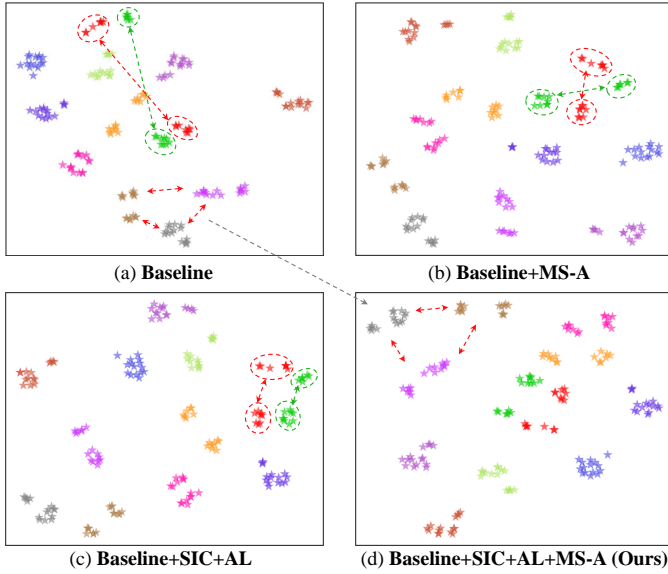 (a) Baseline
(b) Baseline+MS-A
(c) Baseline+SIC+AL
(d) Baseline+SIC+AL+MS-A (Ours)